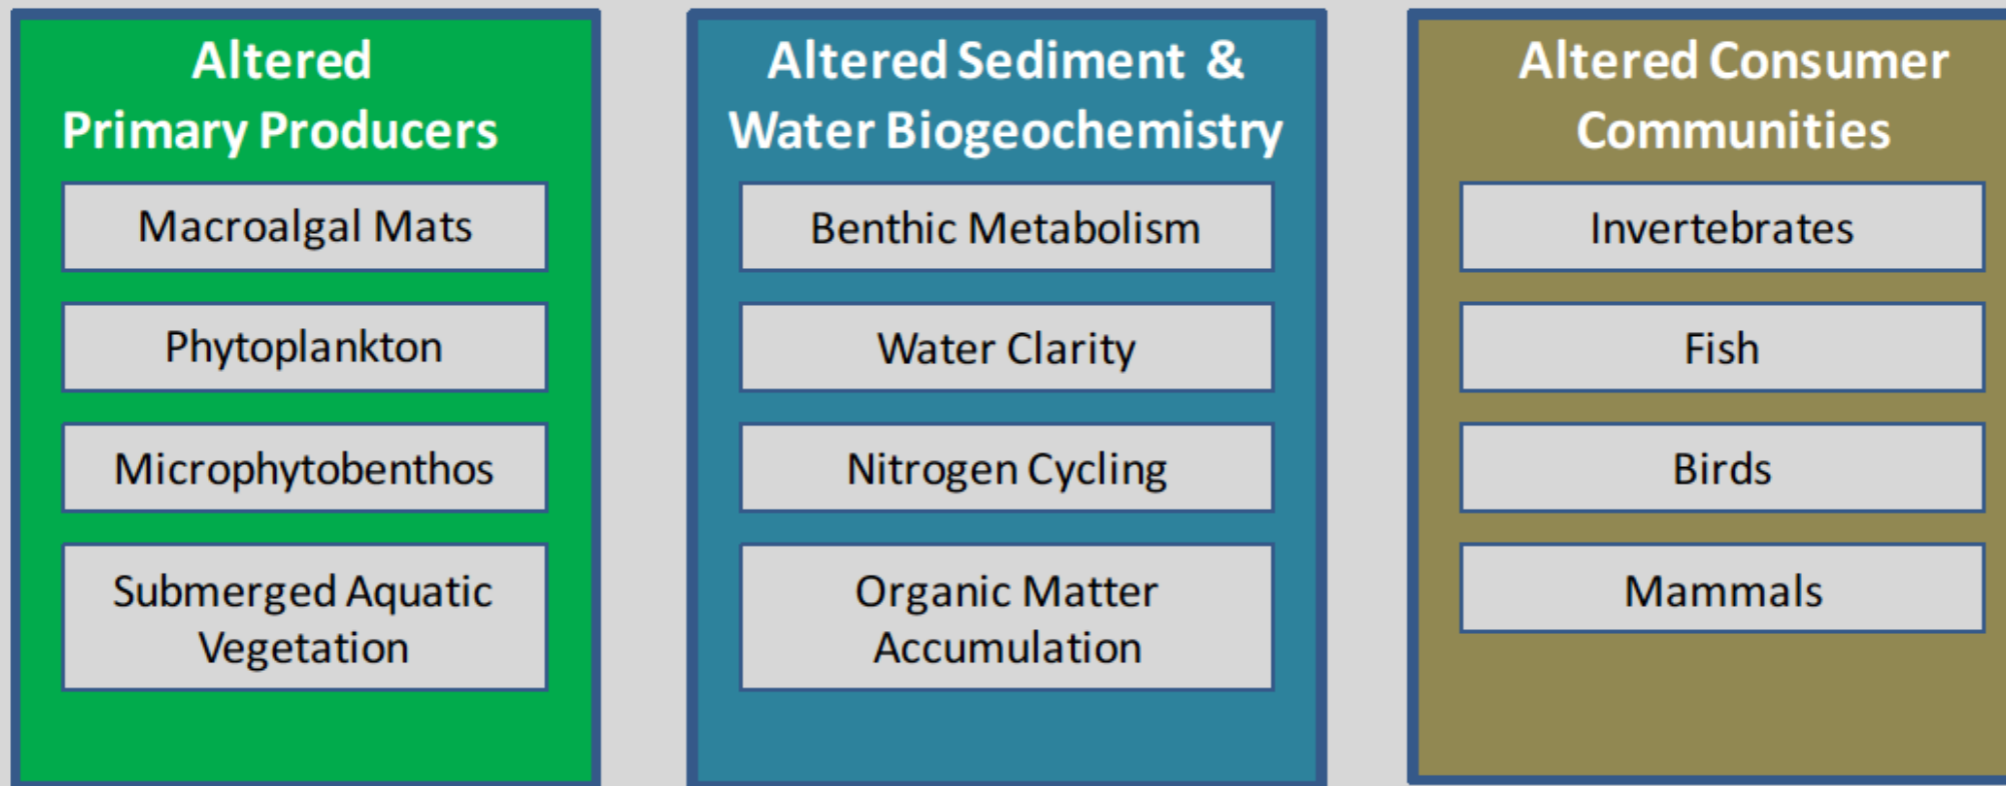 Altered
Primary Producers
Macroalgal Mats
Phytoplankton
Microphytobenthos
Submerged Aquatic
Vegetation
Altered Sediment &
Water Biogeochemistry
Benthic Metabolism
Water Clarity
Nitrogen Cycling
Organic Matter
Accumulation
Altered Consumer
Communities
Invertebrates
Fish
Birds
Mammals